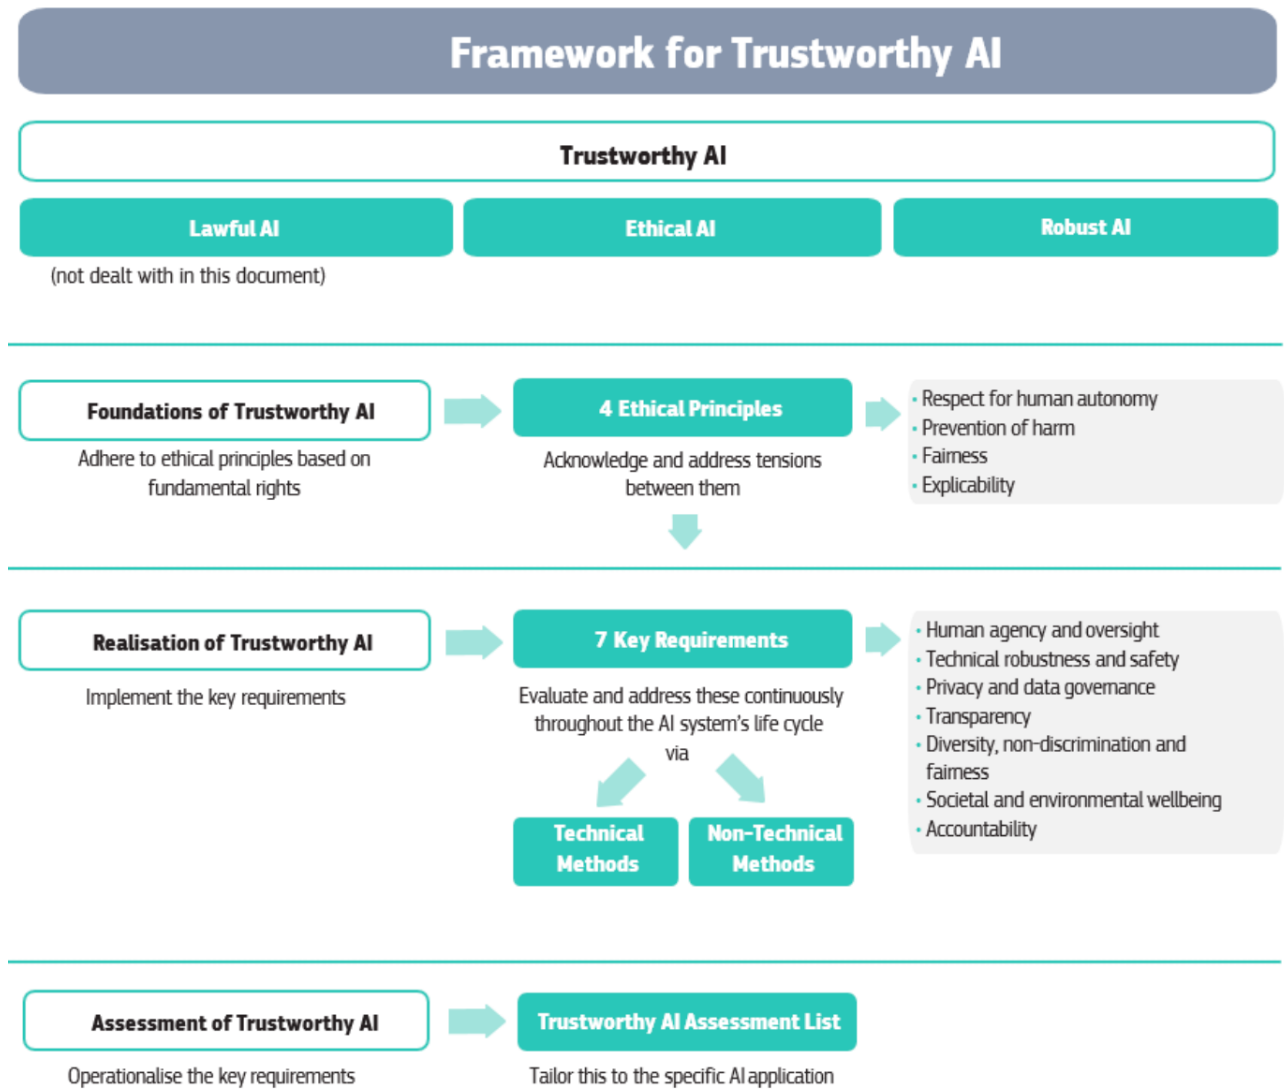 Framework for Trustworthy AI
Trustworthy AI
Lawful AI
Ethical AI
Robust AI
(not dealt with in this document)
Foundations of Trustworthy AI
Adhere to ethical principles based on
fundamental rights
4 Ethical Principles
Acknowledge and address tensions
between them
· Respect for human autonomy
· Prevention of harm
· Fairness
· Explicability
Realisation of Trustworthy AI
Implement the key requirements
7 Key Requirements
Evaluate and address these continuously
throughout the AI system's life cycle
via
Technical
Methods
Non-Technical
Methods
· Human agency and oversight
· Technical robustness and safety
· Privacy and data governance
· Transparency
· Diversity, non-discrimination and
fairness
· Societal and environmental wellbeing
· Accountability
Assessment of Trustworthy AI
Operationalise the key requirements
Trustworthy AI Assessment List
Tailor this to the specific AI application